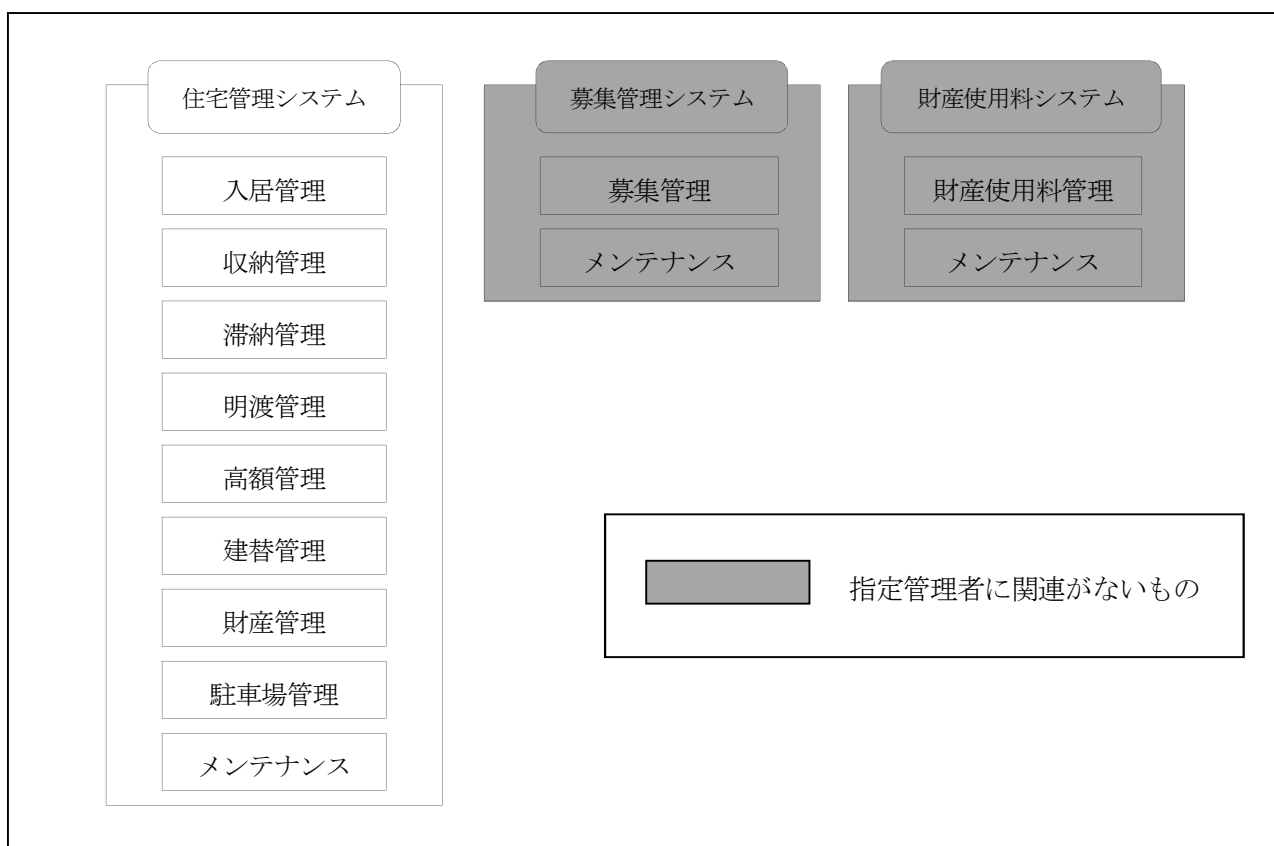 住宅管理システム
入居管理
収納管理
滞納管理
明渡管理
高額管理
建替管理
財産管理
駐車場管理
メンテナンス
募集管理システム
募集管理
メンテナンス
財産使用料システム
財産使用料管理
メンテナンス
指定管理者に関連がないもの